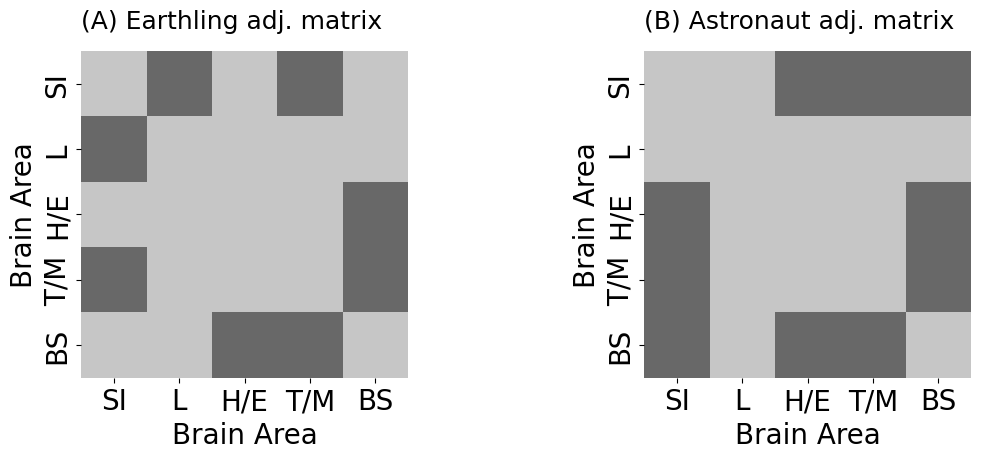 (A) Earthling adj. matrix
Brain Area
SI
L
H/E
T/M
BS
SI L H/E T/M BS
Brain Area
(B) Astronaut adj. matrix
Brain Area
SI
L
H/E
T/M
BS
SI L H/E T/M BS
Brain Area